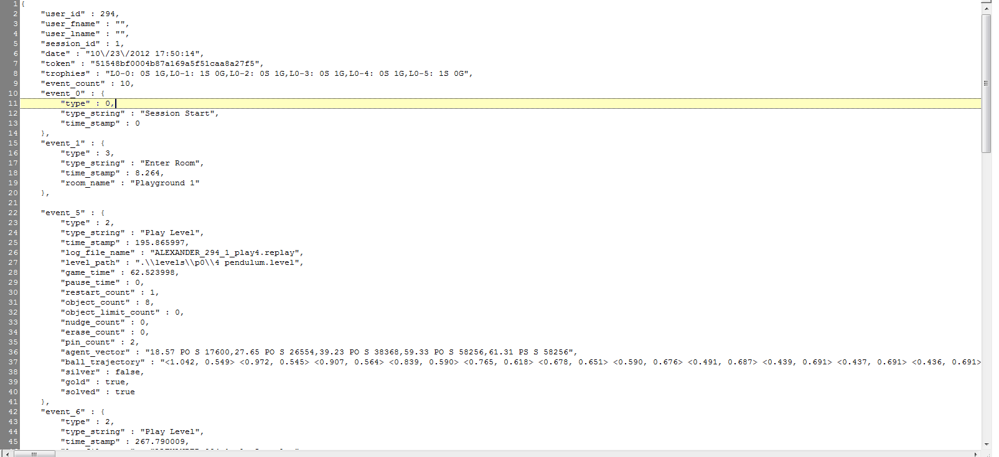 1 {
2 "user_id" : 294,
3 "user_fname" : "",
4 "user_lname" : "",
5 "session_id" : 1,
6 "date" : "10\/23\/2012 17:50:14",
7 "token" : "51548bf0004b87a169a5f51caa8a27f5",
8 "trophies" : "L0-0: 0S 1G,L0-1: 1S 0G,L0-2: 0S 1G,L0-3: 0S 1G,L0-4: 0S 1G,L0-5: 1S 0G",
9 "event_count" : 10,
10 "event_0" : {
11 "type" : 0,
12 "type_string" : "Session Start",
13 "time_stamp" : 0
14 },
15 "event_1" : {
16 "type" : 3,
17 "type_string" : "Enter Room",
18 "time_stamp" : 8.264,
19 "room_name" : "Playground 1"
20 },
21
22 "event_5" : {
23 "type" : 2,
24 "type_string" : "Play Level",
25 "time_stamp" : 195.865997,
26 "log_file_name" : "ALEXANDER_294_1_play4.replay",
27 "level_path" : ".\\levels\\p0\\4 pendulum.level",
28 "game_time" : 62.523998,
29 "pause_time" : 0,
30 "restart_count" : 1,
31 "object_count" : 8,
32 "object_limit_count" : 0,
33 "nudge_count" : 0,
34 "erase_count" : 0,
35 "pin_count" : 2,
36 "agent_vector" : "18.57 PO S 17600,27.65 PO S 26554,39.23 PO S 38368,59.33 PO S 58256,61.31 PS S 58256",
37 "ball_trajectory" : "<1.042, 0.549> <0.972, 0.545> <0.907, 0.564> <0.839, 0.590> <0.765, 0.618> <0.678, 0.651> <0.590, 0.676> <0.491, 0.687> <0.439, 0.691> <0.437, 0.691> <0.436, 0.691>
38 "silver" : false,
39 "gold" : true,
40 "solved" : true
41 },
42 "event_6" : {
43 "type" : 2,
44 "type_string" : "Play Level",
45 "time_stamp" : 267.790009,